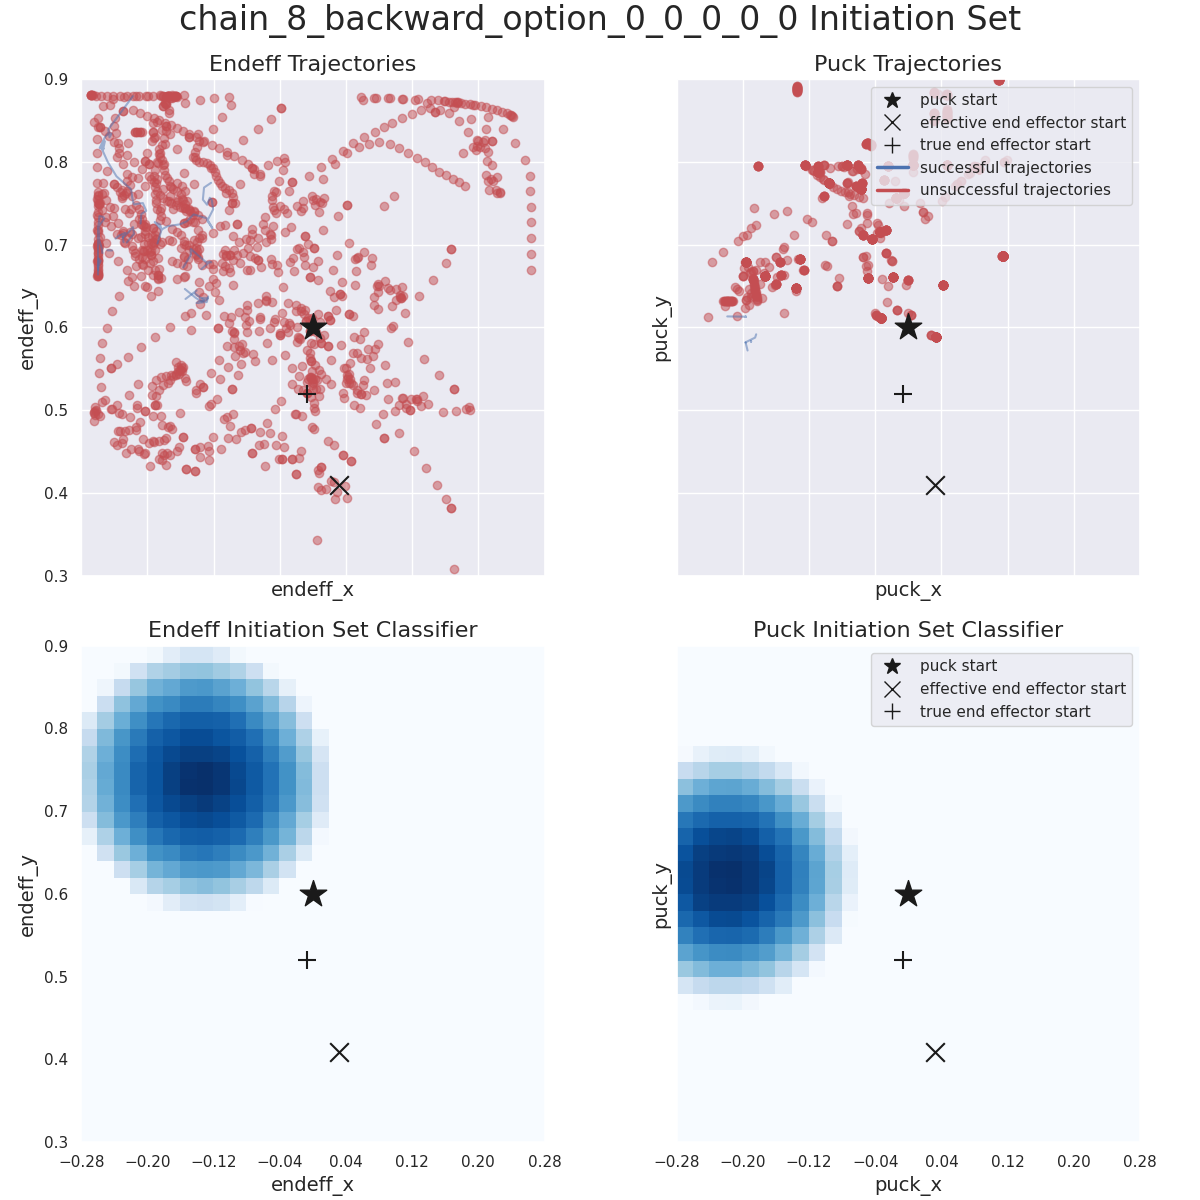 chain_8_backward_option_0_0_0_0_0 Initiation Set
Endeff Trajectories
0.9
0.8
0.7
0.6
0.5
0.4
0.3
endeff_y
endeff_x
Puck Trajectories
puck start
effective end effector start
true end effector start
successful trajectories
unsuccessful trajectories
puck_y
puck_x
Endeff Initiation Set Classifier
0.9
0.8
0.7
0.6
0.5
0.4
0.3
endeff_y
−0.28 −0.20 −0.12 −0.04 0.04 0.12 0.20 0.28
endeff_x
Puck Initiation Set Classifier
puck start
effective end effector start
true end effector start
puck_y
−0.28 −0.20 −0.12 −0.04 0.04 0.12 0.20 0.28
puck_x